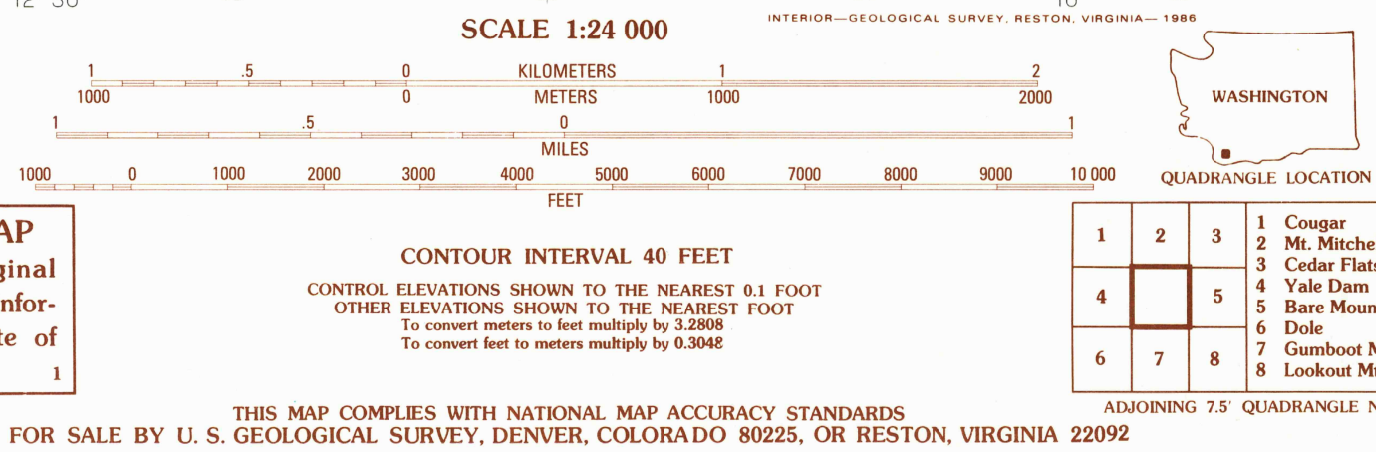 12' 30"
10'
INTERIOR—GEOLOGICAL SURVEY, RESTON, VIRGINIA—1986
SCALE 1:24 000
1 .5 0 KILOMETERS 1 2
1000 0 METERS 1000 2000
1 .5 0 1
MILES
1000 0 1000 2000 3000 4000 5000 6000 7000 8000 9000 10 000
FEET
WASHINGTON
QUADRANGLE LOCATION
AP
ginal
nfor-
te of
1
CONTOUR INTERVAL 40 FEET
CONTROL ELEVATIONS SHOWN TO THE NEAREST 0.1 FOOT
OTHER ELEVATIONS SHOWN TO THE NEAREST FOOT
To convert meters to feet multiply by 3.2808
To convert feet to meters multiply by 0.3048
1 2 3
4 5
6 7 8
1 Cougar
2 Mt. Mitche
3 Cedar Flats
4 Yale Dam
5 Bare Moun
6 Dole
7 Gumboot M
8 Lookout Mt
ADJOINING 7.5' QUADRANGLE N
THIS MAP COMPLIES WITH NATIONAL MAP ACCURACY STANDARDS
FOR SALE BY U. S. GEOLOGICAL SURVEY, DENVER, COLORADO 80225, OR RESTON, VIRGINIA 22092